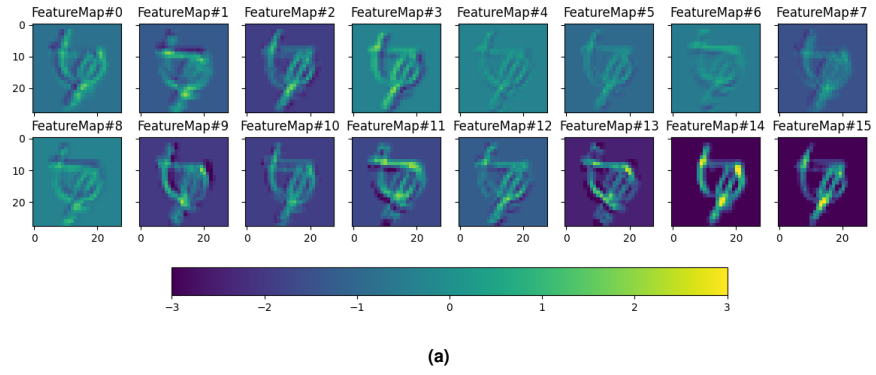 FeatureMap#0 FeatureMap#1 FeatureMap#2 FeatureMap#3 FeatureMap#4 FeatureMap#5 FeatureMap#6 FeatureMap#7
0
10
20
FeatureMap#8 FeatureMap#9 FeatureMap#10 FeatureMap#11 FeatureMap#12 FeatureMap#13 FeatureMap#14 FeatureMap#15
0
10
20
0 20 0 20 0 20 0 20 0 20 0 20 0 20 0 20
−3 −2 −1 0 1 2 3
(a)